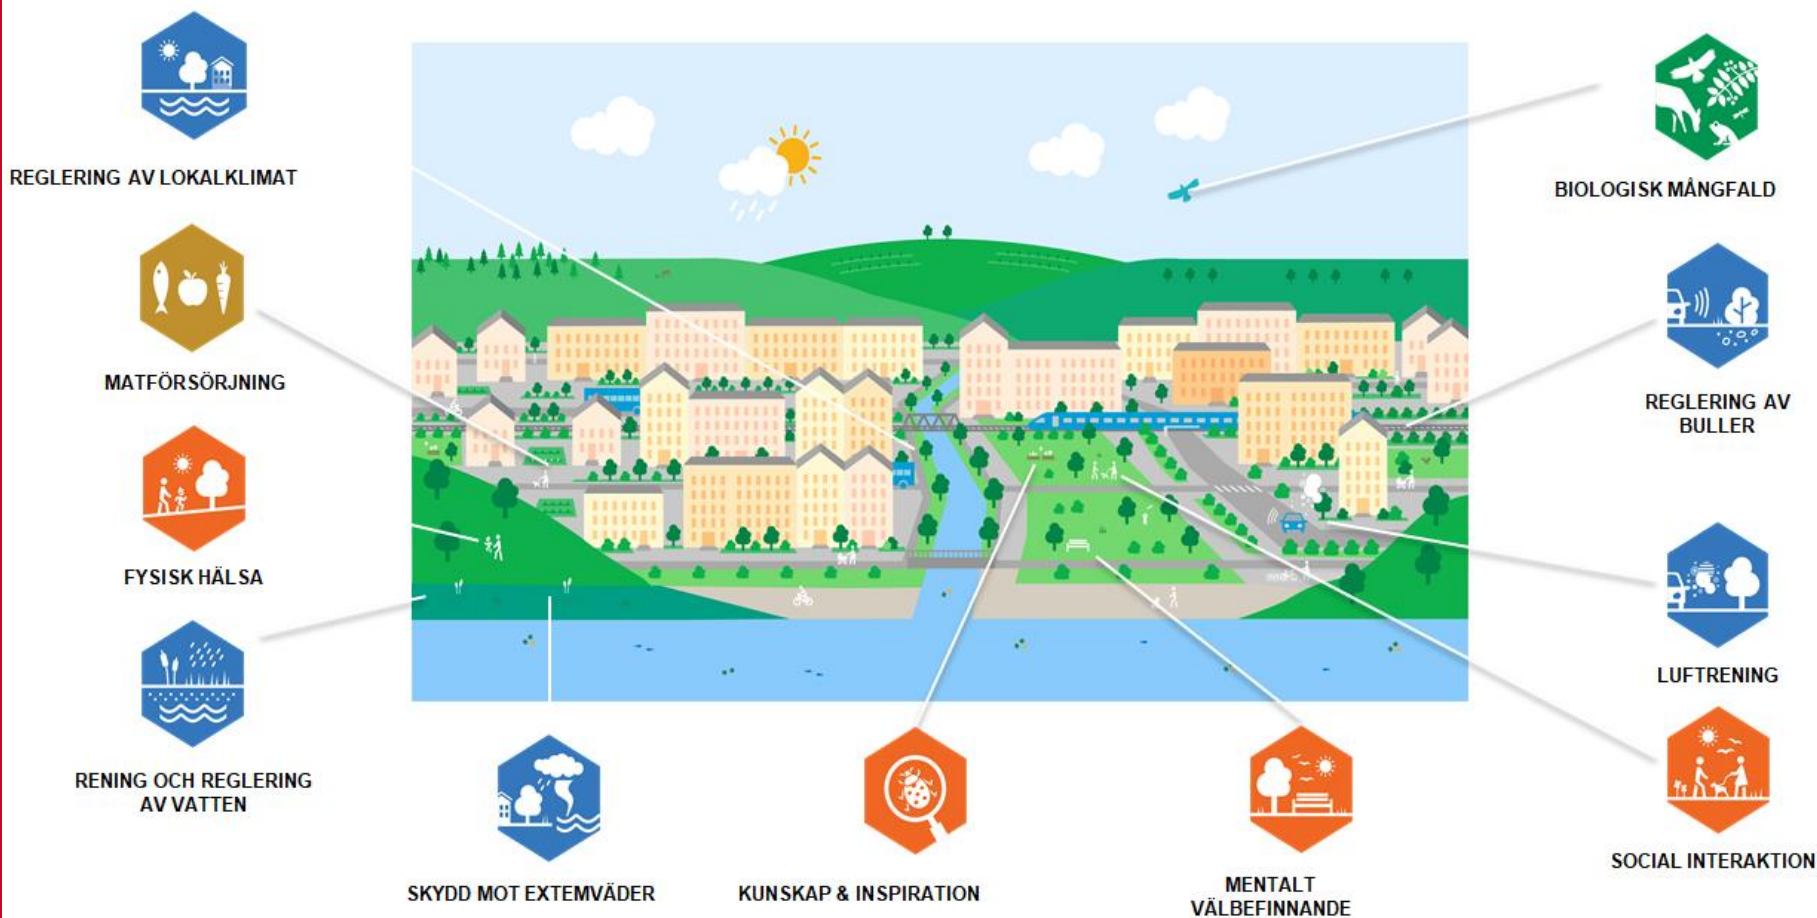 REGLERING AV LOKALKLIMAT
MATFÖRSÖRJNING
FYSISK HÄLSA
RENING OCH REGLERING
AV VATTEN
SKYDD MOT EXTEMVÄDER
KUNSKAP & INSPIRATION
MENTALT
VÄLBEFINNANDE
BIOLOGISK MÅNGFALD
REGLERING AV
BULLER
LUFTRENING
SOCIAL INTERAKTION